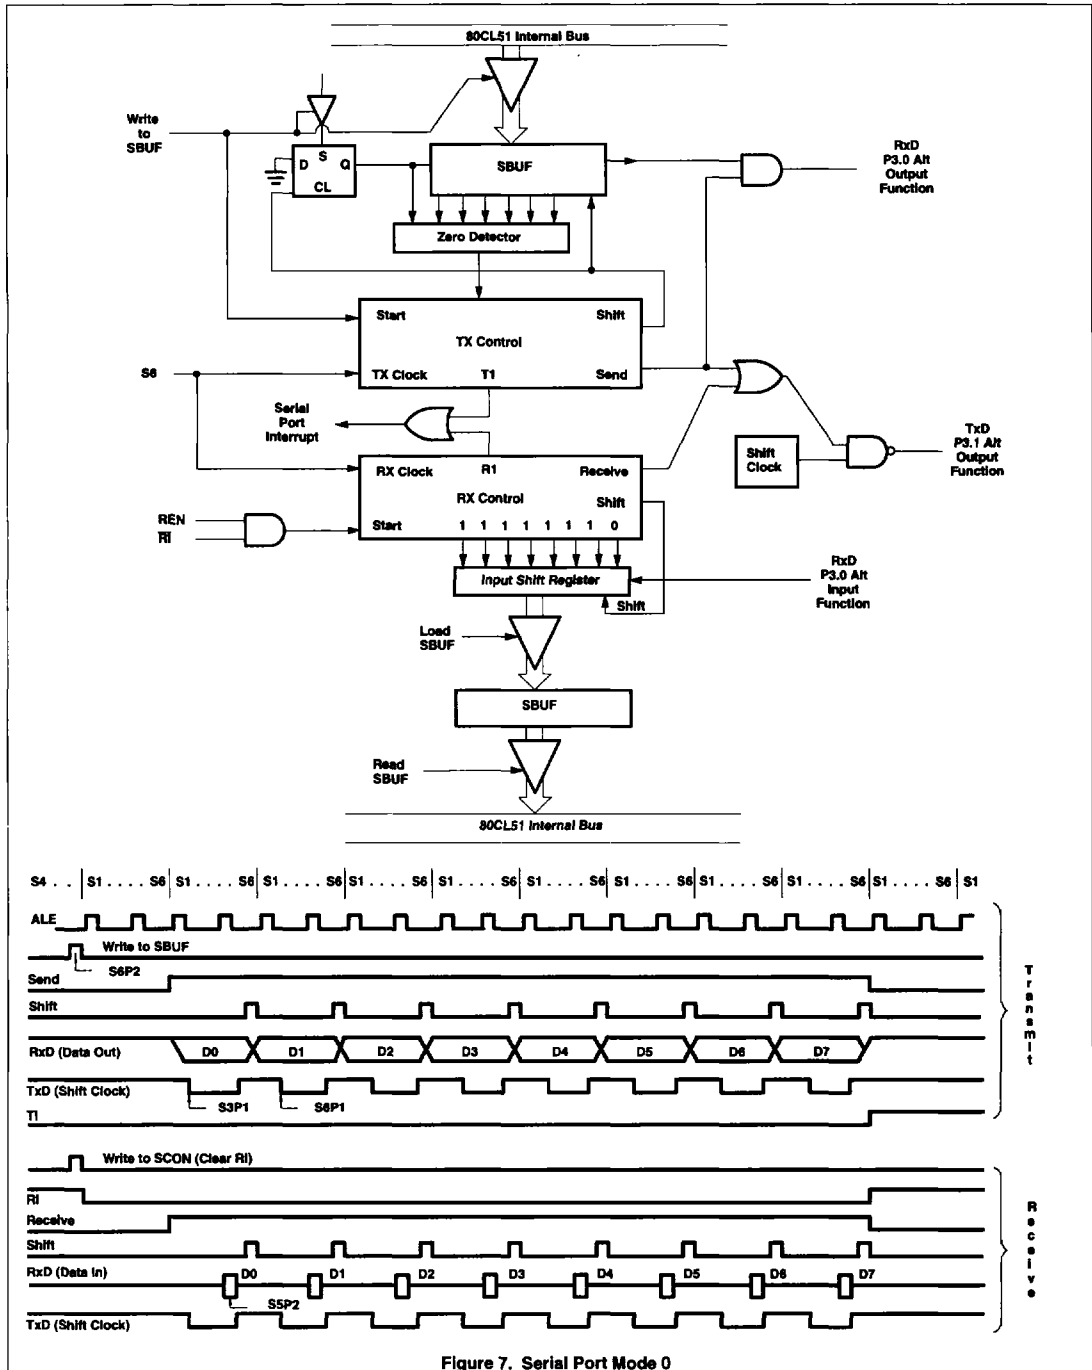 80CL51 Internal Bus
Write
to
SBUF
S
D Q
CL
SBUF
RxD
P3.0 Alt
Output
Function
Zero Detector
Start Shift
TX Control
S6
TX Clock T1 Send
Serial
Port
Interrupt
Shift
Clock
TxD
P3.1 Alt
Output
Function
RX Clock R1 Receive
RX Control Shift
REN
RI
Start 1 1 1 1 1 1 1 0
Input Shift Register
RxD
P3.0 Alt
Input
Function
Shift
Load
SBUF
SBUF
Read
SBUF
80CL51 Internal Bus
S4 . . S1 . . . . S6 S1 . . . . S6 S1 . . . . S6 S1 . . . . S6 S1 . . . . S6 S1 . . . . S6 S1 . . . . S6 S1 . . . . S6 S1 . . . . S6 S1 . . . . S6 S1
ALE
Write to SBUF
S6P2
Send
Shift
RxD (Data Out) D0 D1 D2 D3 D4 D5 D6 D7
TxD (Shift Clock)
S3P1 S6P1
TI
Transmit
Write to SCON (Clear RI)
RI
Receive
Shift
RxD (Data In) D0 D1 D2 D3 D4 D5 D6 D7
S5P2
TxD (Shift Clock)
Receive
Figure 7. Serial Port Mode 0